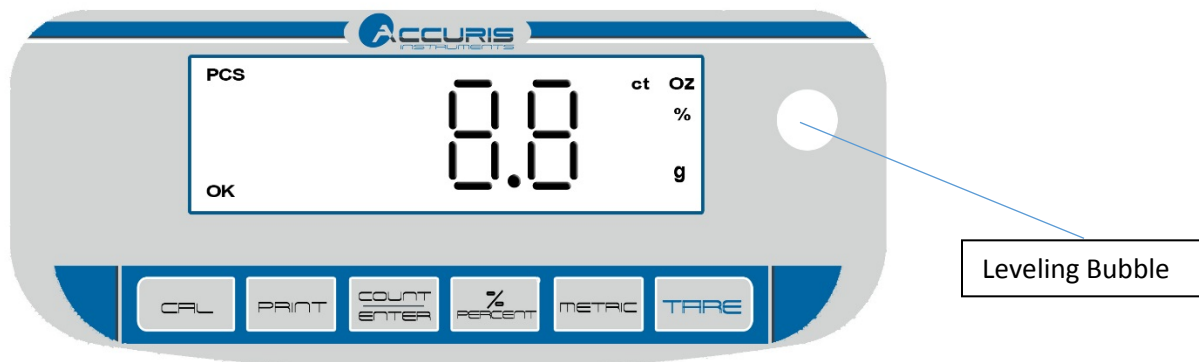 ACCURIS
INSTRUMENTS
PCS
8.8
ct Oz
%
g
OK
CAL
PRINT
COUNT
ENTER
%
PERCENT
METRIC
TARE
Leveling Bubble